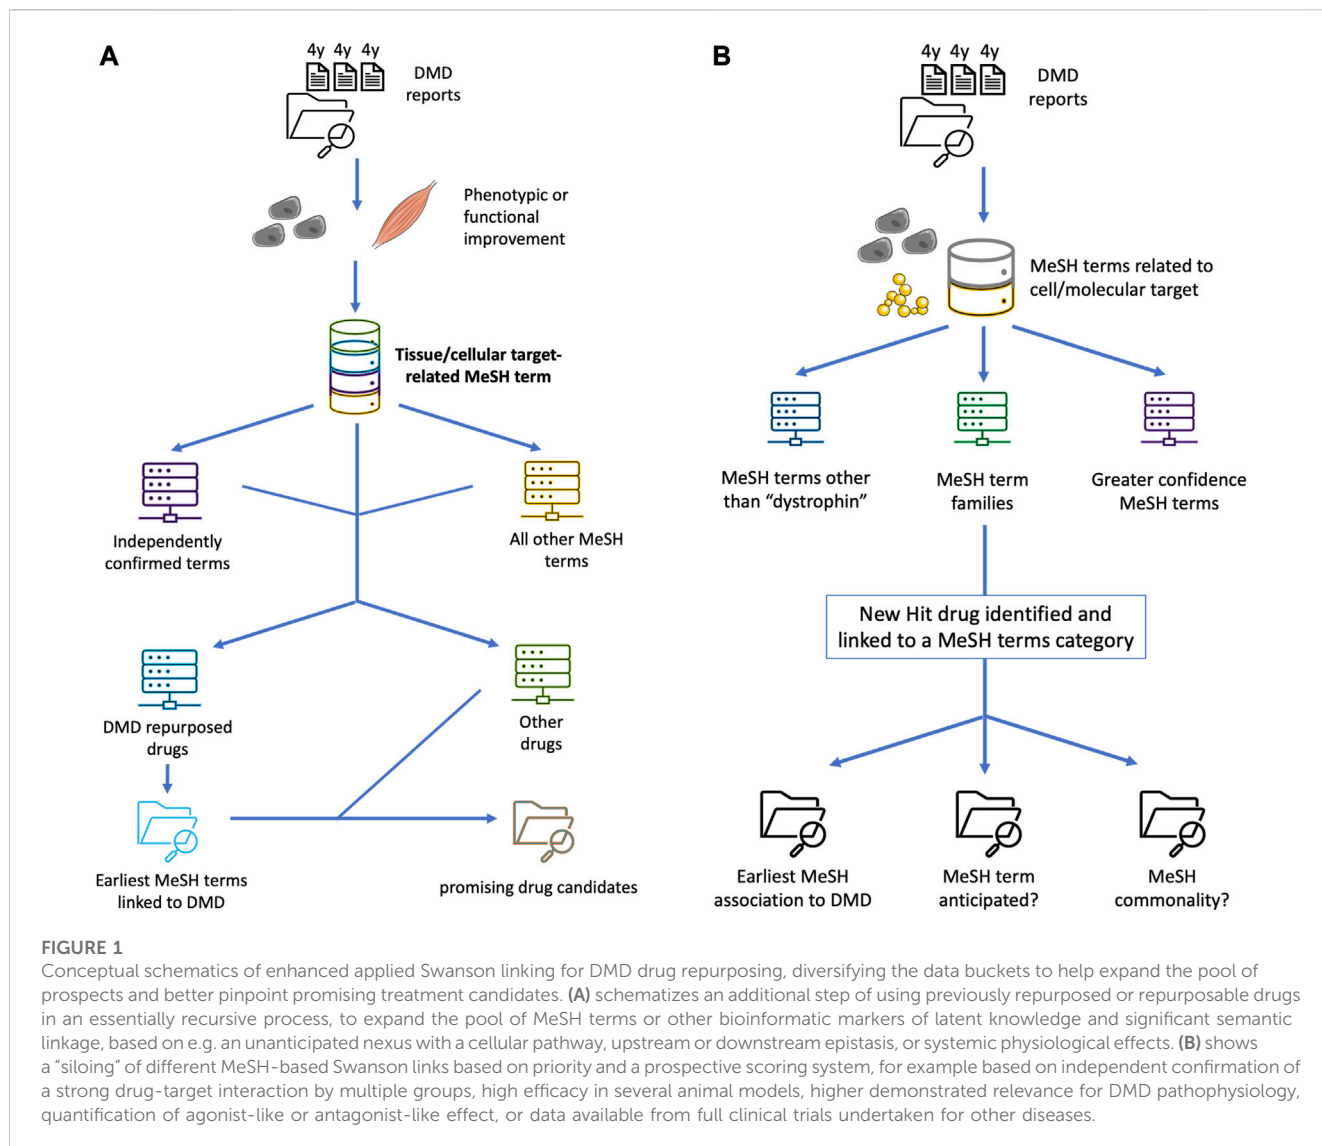 A
4y 4y 4y
DMD
reports
Phenotypic or
functional
improvement
Tissue/cellular target-
related MeSH term
Independently
confirmed terms
All other MeSH
terms
DMD repurposed
drugs
Other
drugs
Earliest MeSH terms
linked to DMD
promising drug candidates
B
4y 4y 4y
DMD
reports
MeSH terms related to
cell/molecular target
MeSH terms other
than “dystrophin”
MeSH term
families
Greater confidence
MeSH terms
New Hit drug identified and
linked to a MeSH terms category
Earliest MeSH
association to DMD
MeSH term
anticipated?
MeSH
commonality?
FIGURE 1
Conceptual schematics of enhanced applied Swanson linking for DMD drug repurposing, diversifying the data buckets to help expand the pool of
prospects and better pinpoint promising treatment candidates. (A) schematizes an additional step of using previously repurposed or repurposable drugs
in an essentially recursive process, to expand the pool of MeSH terms or other bioinformatic markers of latent knowledge and significant semantic
linkage, based on e.g. an unanticipated nexus with a cellular pathway, upstream or downstream epistasis, or systemic physiological effects. (B) shows
a “siloing” of different MeSH-based Swanson links based on priority and a prospective scoring system, for example based on independent confirmation of
a strong drug-target interaction by multiple groups, high efficacy in several animal models, higher demonstrated relevance for DMD pathophysiology,
quantification of agonist-like or antagonist-like effect, or data available from full clinical trials undertaken for other diseases.